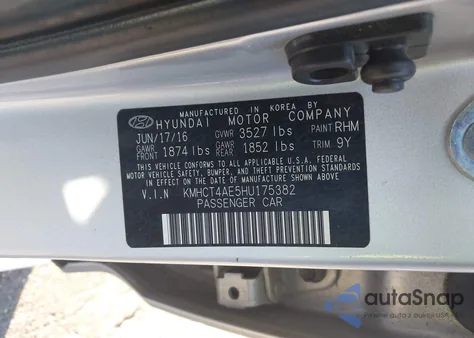 MANUFACTURED IN KOREA BY
HYUNDAI MOTOR COMPANY
JUN/17/16 GVWR 3527 lbs PAINT RHM
GAWR FRONT 1874 lbs GAWR REAR 1852 lbs TRIM 9Y
THIS VEHICLE CONFORMS TO ALL APPLICABLE U.S.A. FEDERAL
MOTOR VEHICLE SAFETY, BUMPER, AND THEFT PREVENTION
STANDARDS IN EFFECT ON THE DATE OF MANUFACTURE SHOWN ABOVE.
V.I.N KMHCT4AE5HU175382
PASSENGER CAR
autoSnap